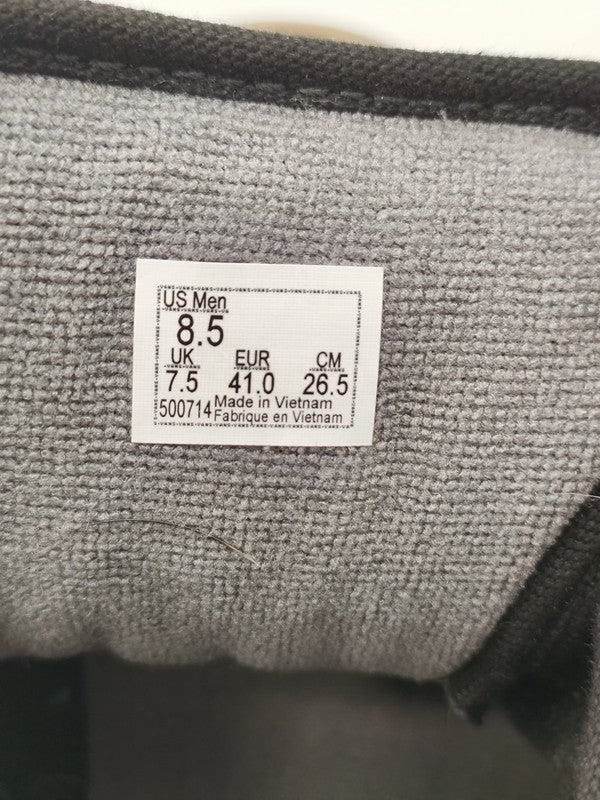 US Men
8.5
UK EUR CM
7.5 41.0 26.5
500714 Made in Vietnam
Fabrique en Vietnam